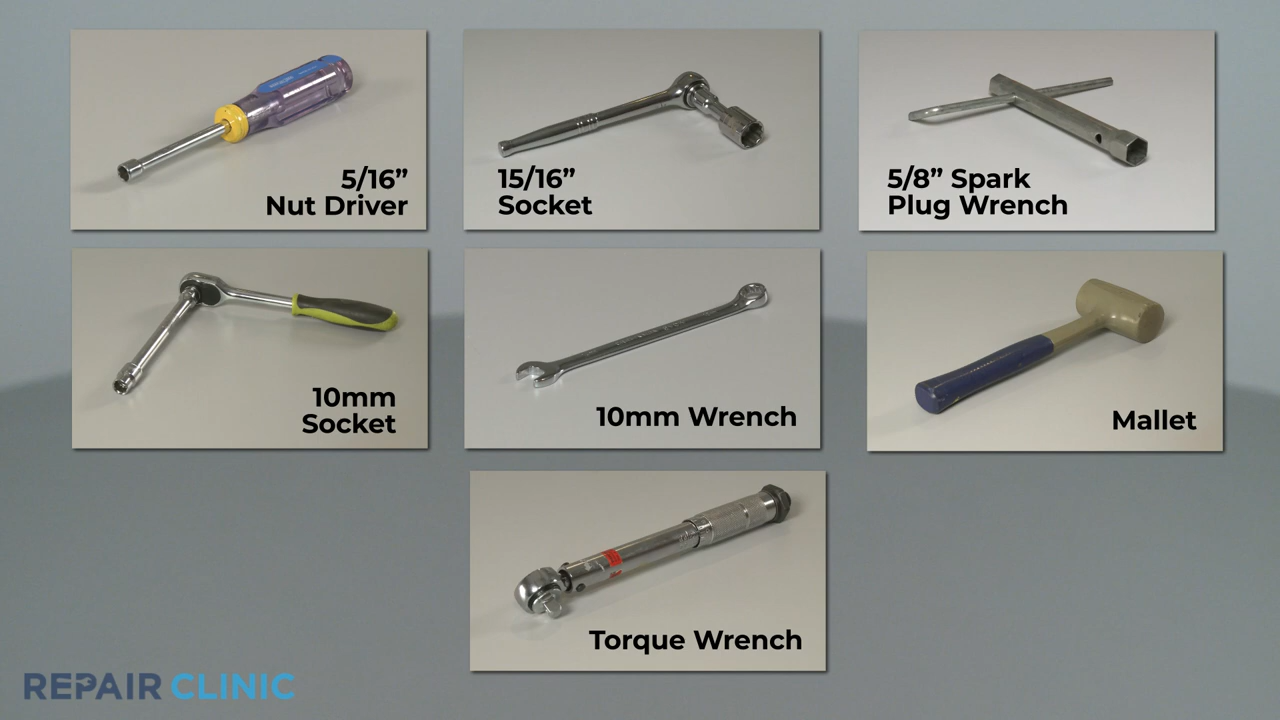 5/16”
Nut Driver
15/16”
Socket
5/8” Spark
Plug Wrench
10mm
Socket
10mm Wrench
Mallet
Torque Wrench
REPAIR CLINIC